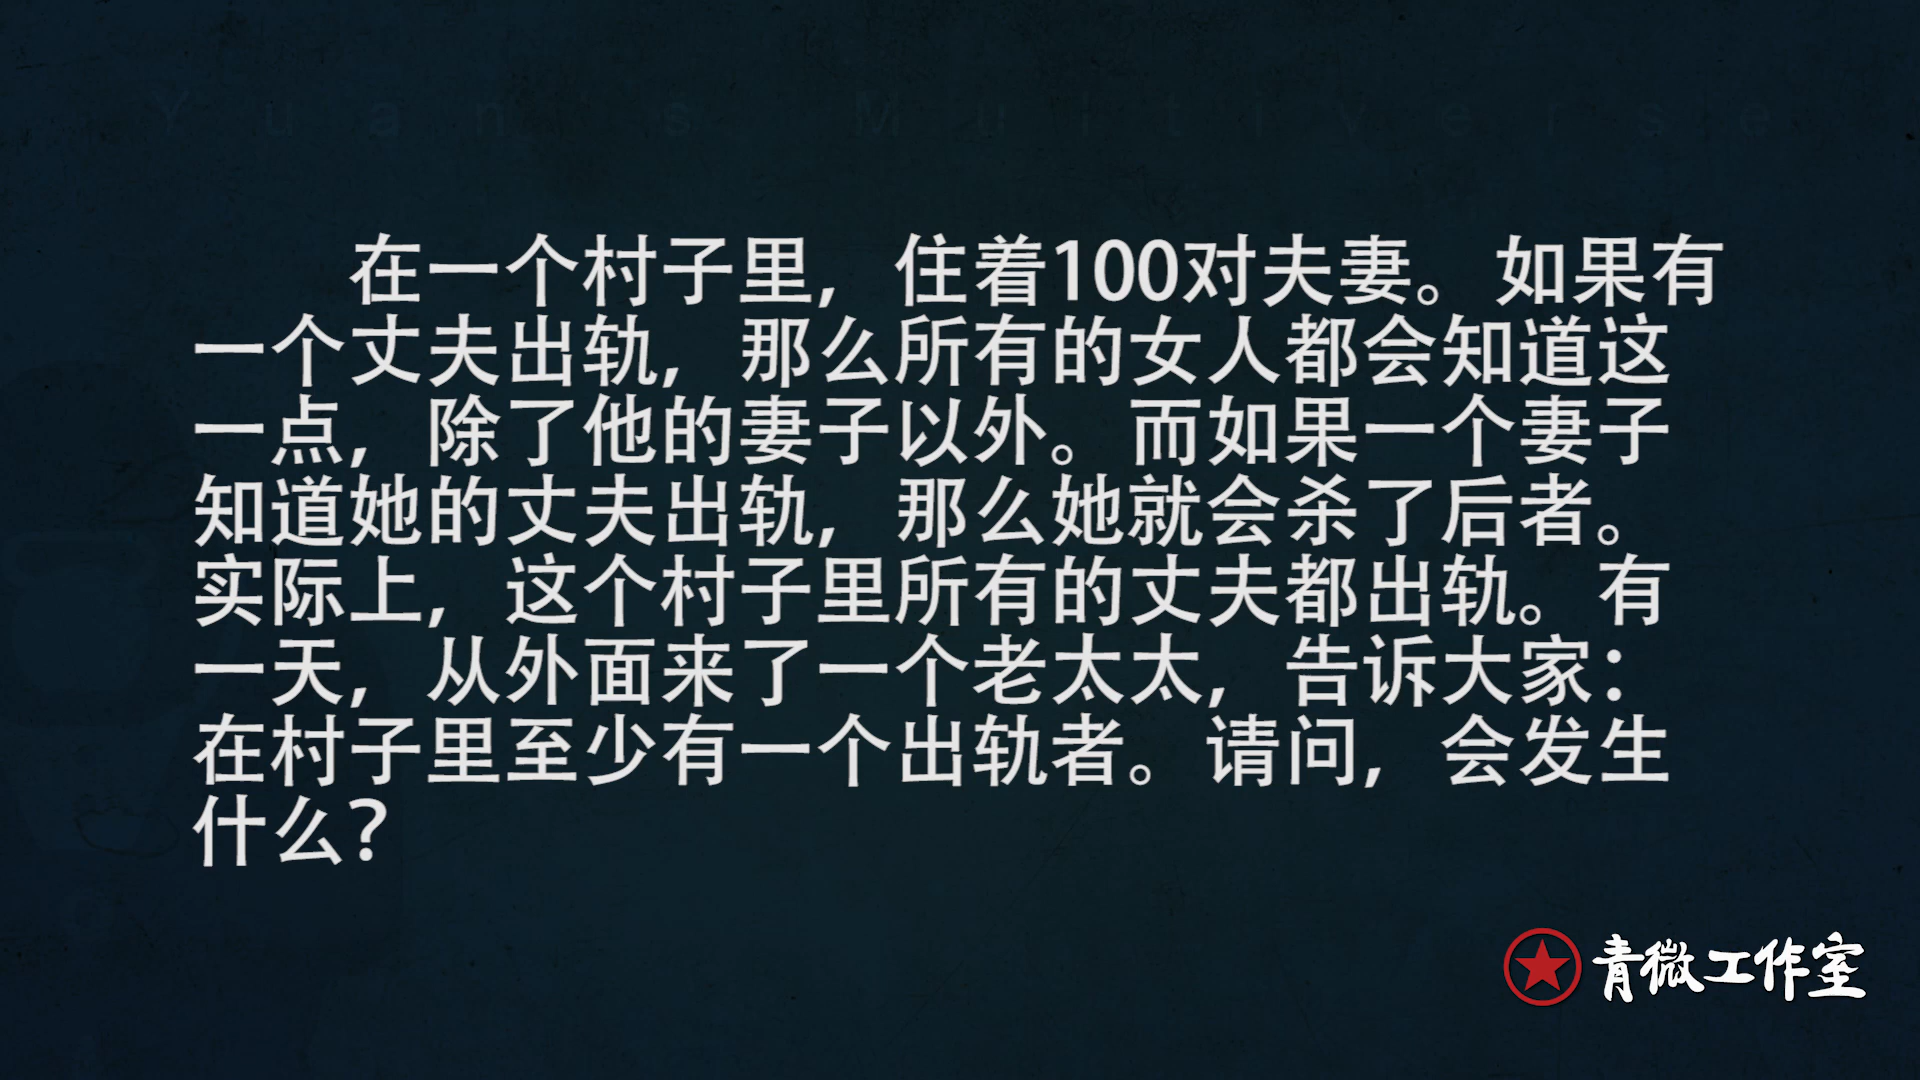 Yuan's Multiverse
在一个村子里，住着100对夫妻。如果有
一个丈夫出轨，那么所有的女人都会知道这
一点，除了他的妻子以外。而如果一个妻子
知道她的丈夫出轨，那么她就会杀了后者。
实际上，这个村子里所有的丈夫都出轨。有
一天，从外面来了一个老太太，告诉大家：
在村子里至少有一个出轨者。请问，会发生
什么？
青微工作室